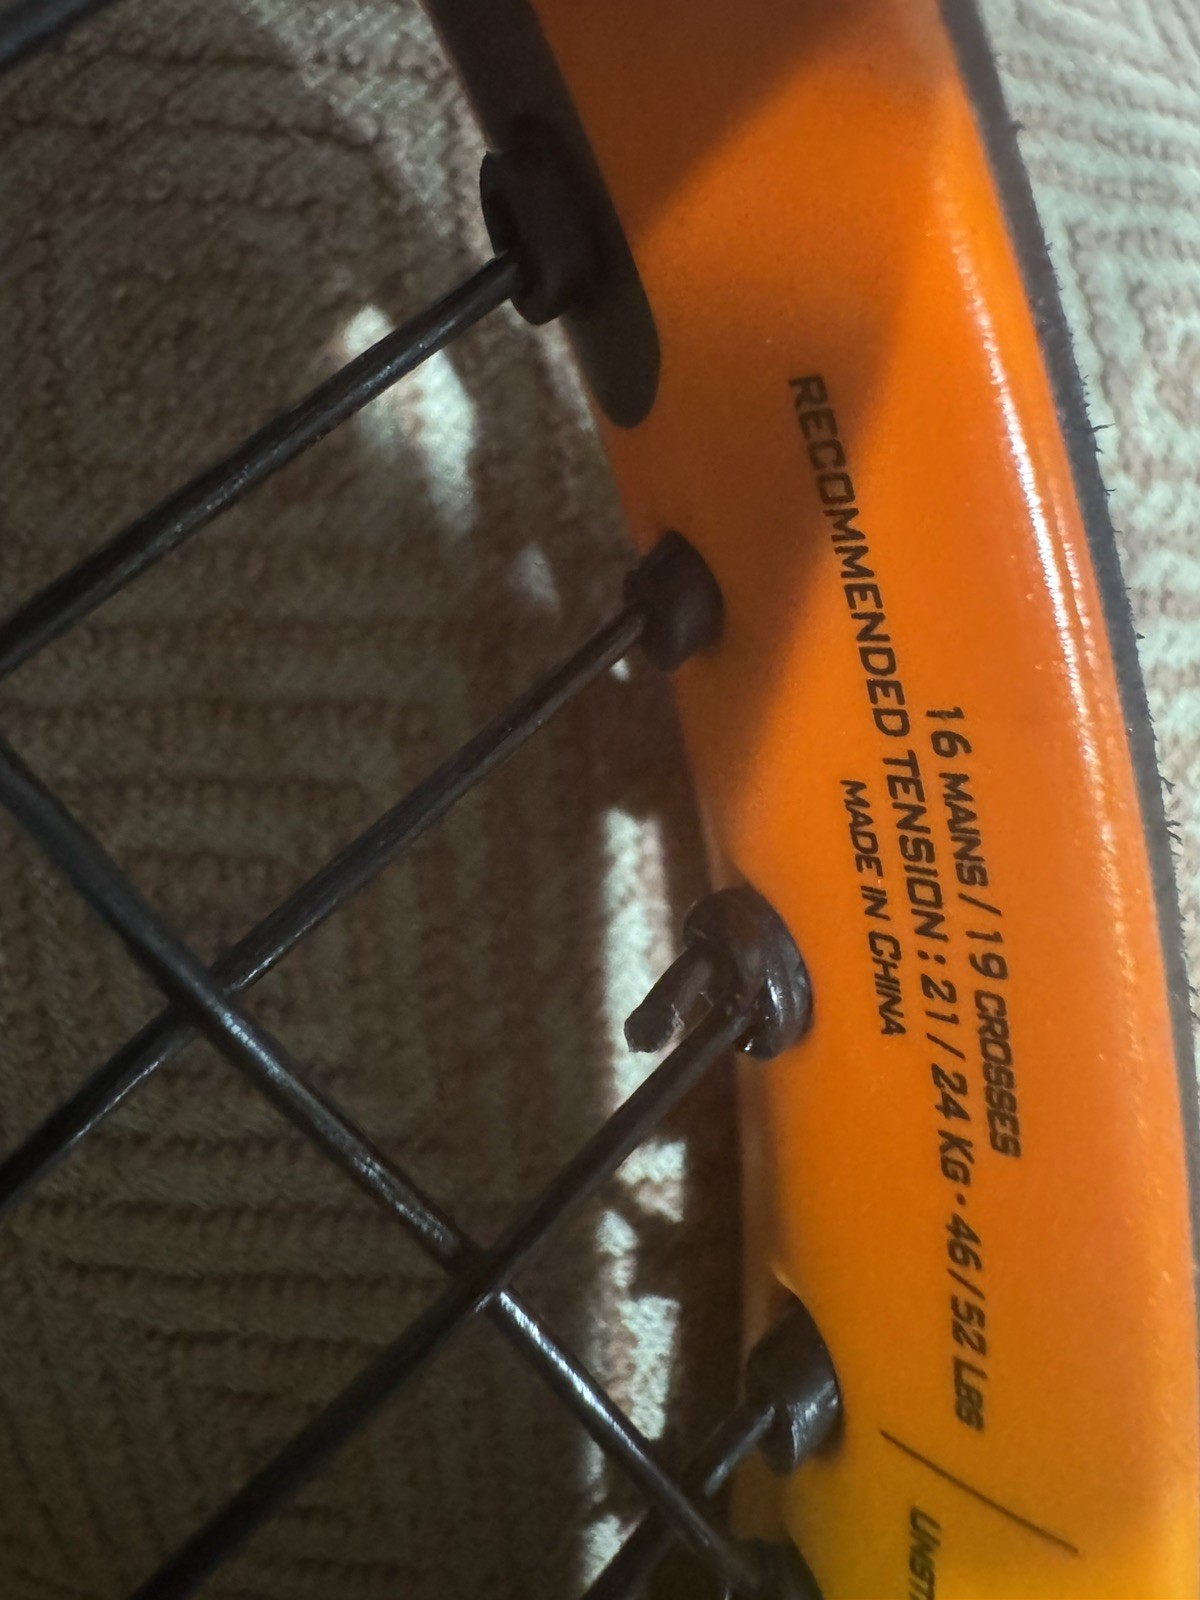 16 MAINS / 19 CROSSES
RECOMMENDED TENSION : 21 / 24 KG · 46 / 52 LBS
MADE IN CHINA